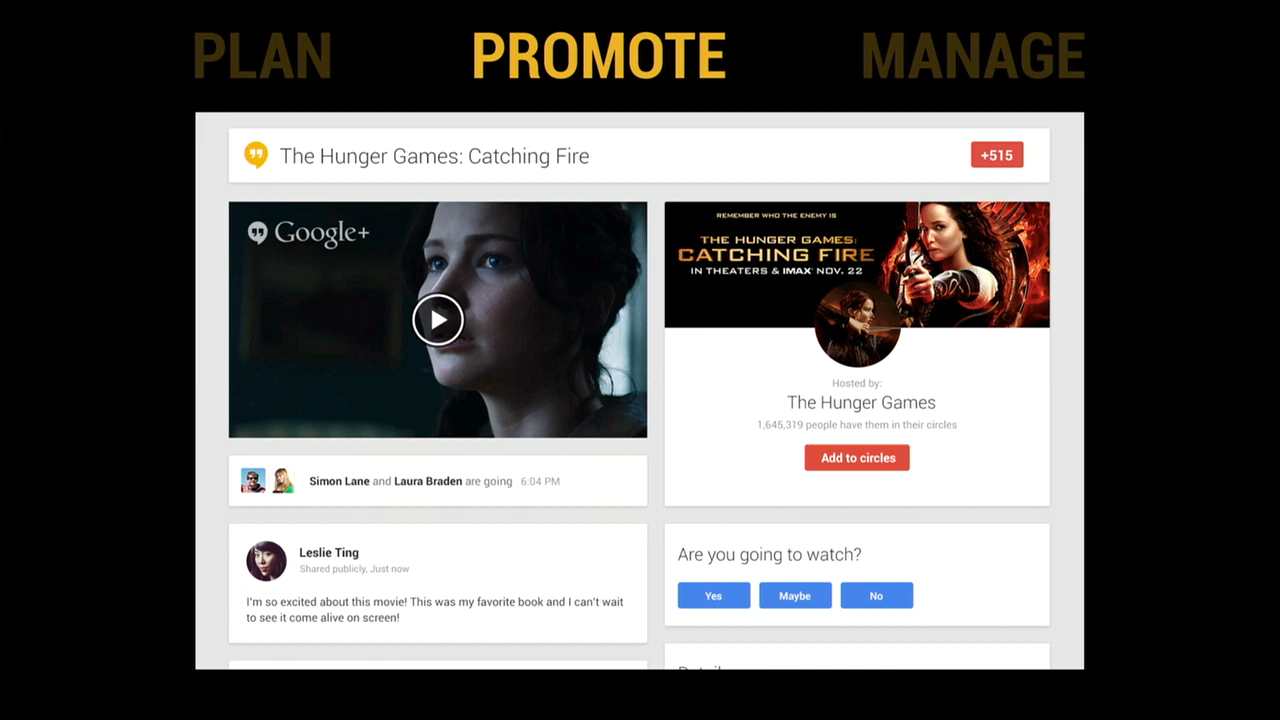 PLAN PROMOTE MANAGE
The Hunger Games: Catching Fire
+515
Google+
REMEMBER WHO THE ENEMY IS
THE HUNGER GAMES:
CATCHING FIRE
IN THEATERS & IMAX NOV. 22
Hosted by:
The Hunger Games
1,645,319 people have them in their circles
Add to circles
Simon Lane and Laura Braden are going 6:04 PM
Leslie Ting
Shared publicly, Just now
I'm so excited about this movie! This was my favorite book and I can't wait
to see it come alive on screen!
Are you going to watch?
Yes Maybe No